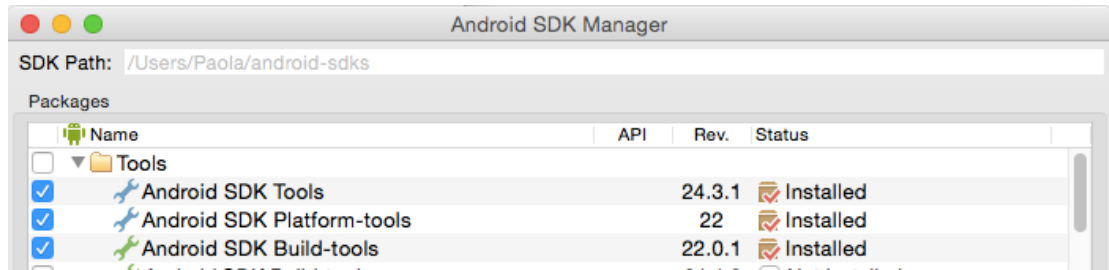 Android SDK Manager
SDK Path: /Users/Paola/android-sdks
Packages
Name API Rev. Status
Tools
Android SDK Tools 24.3.1 Installed
Android SDK Platform-tools 22 Installed
Android SDK Build-tools 22.0.1 Installed